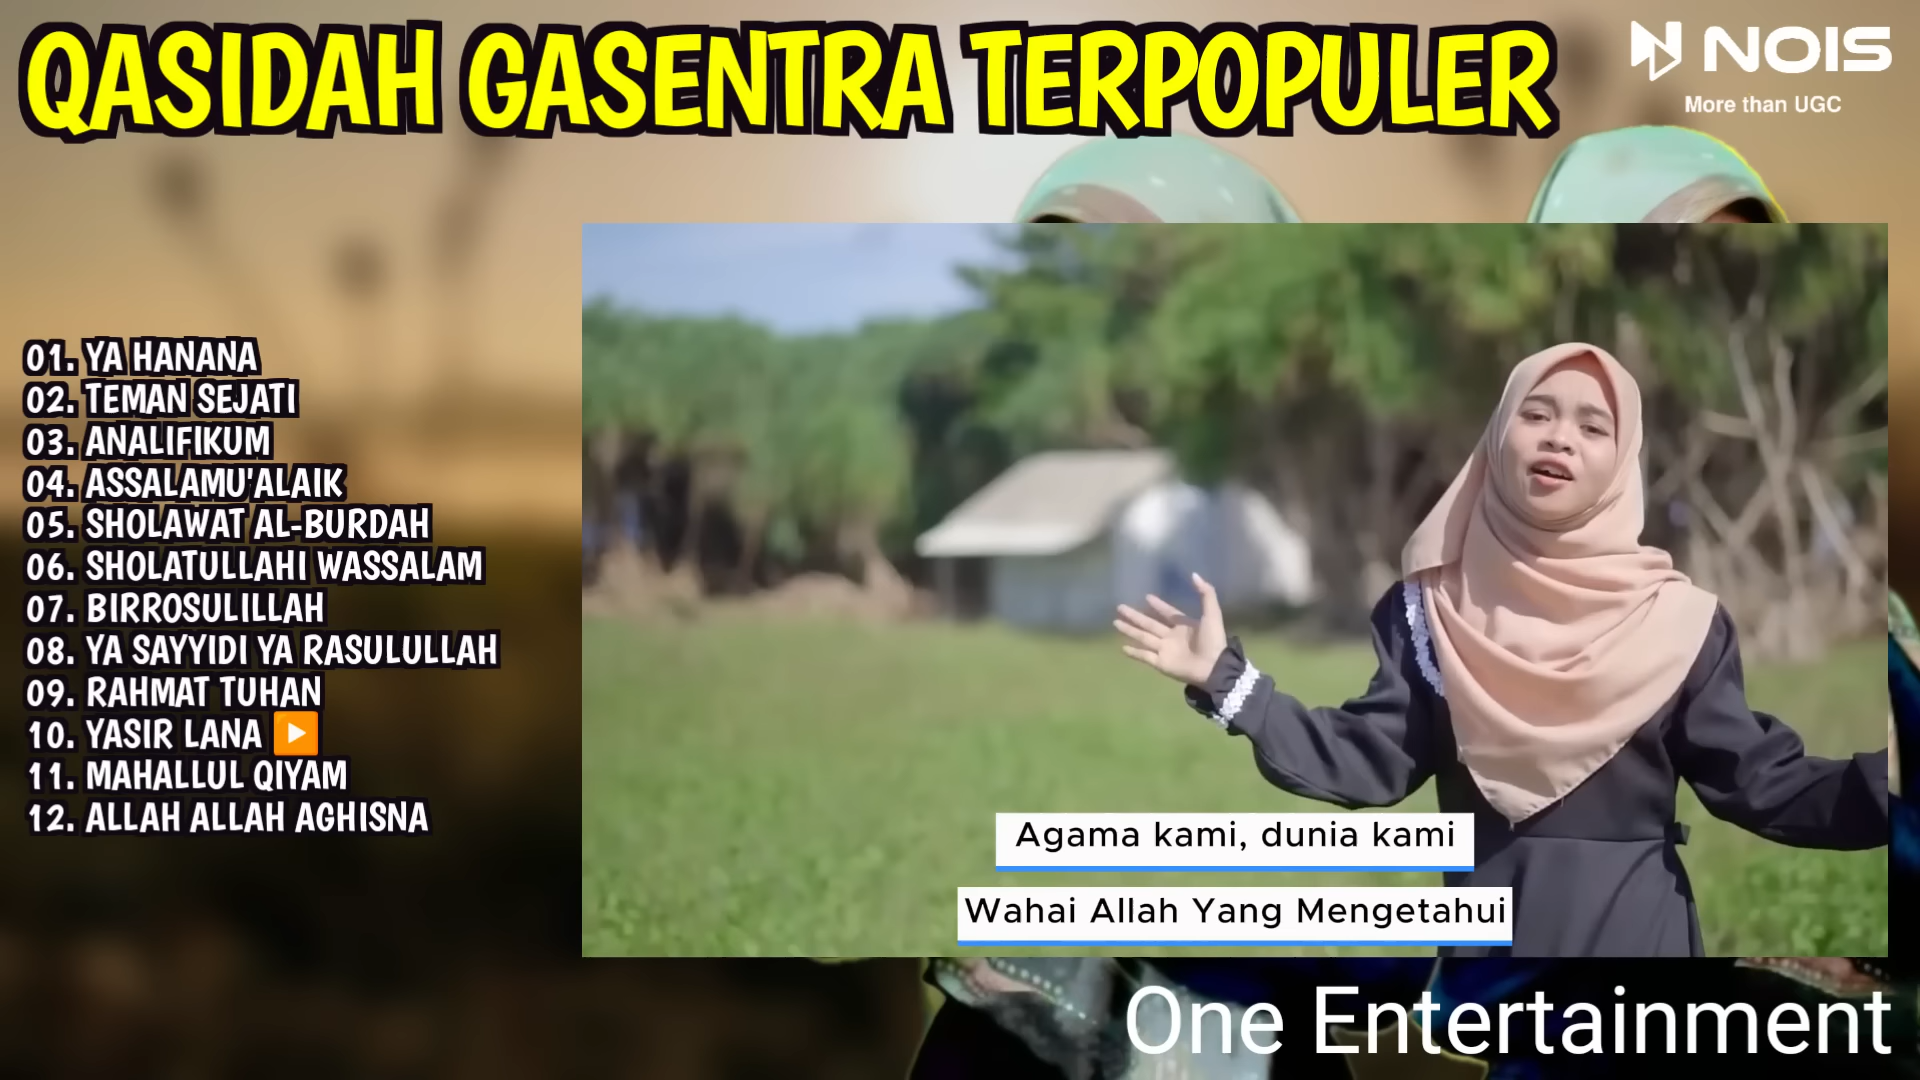 QASIDAH GASENTRA TERPOPULER
NOIS
More than UGC
01. YA HANANA
02. TEMAN SEJATI
03. ANALIFIKUM
04. ASSALAMU'ALAIK
05. SHOLAWAT AL-BURDAH
06. SHOLATULLAHI WASSALAM
07. BIRROSULILLAH
08. YA SAYYIDI YA RASULULLAH
09. RAHMAT TUHAN
10. YASIR LANA ▶️
11. MAHALLUL QIYAM
12. ALLAH ALLAH AGHISNA
Agama kami, dunia kami
Wahai Allah Yang Mengetahui
One Entertainment